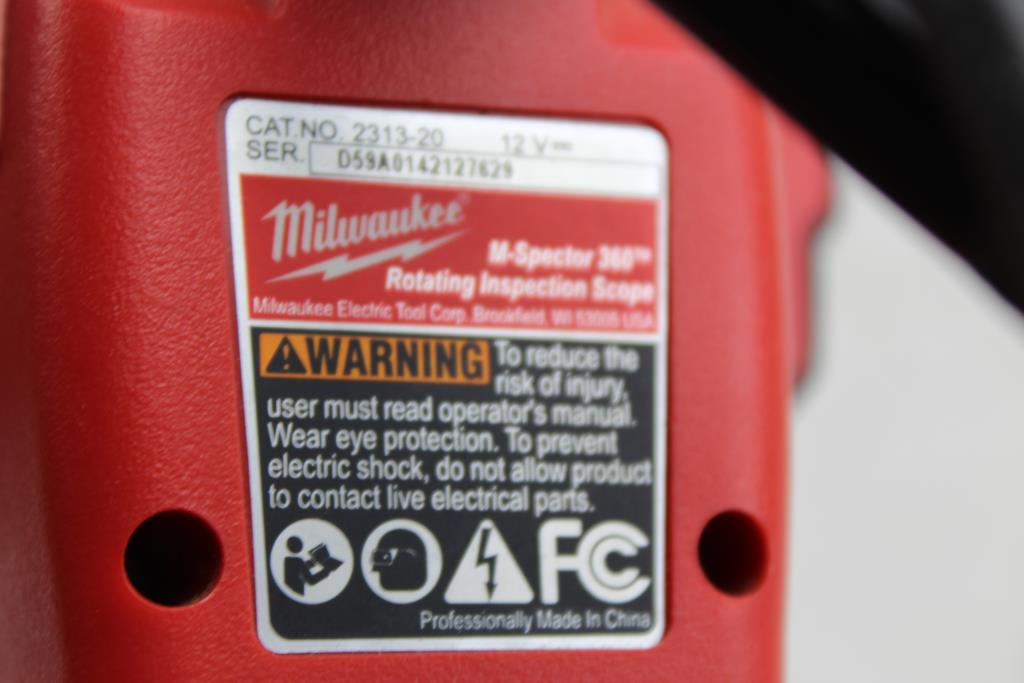 CAT.NO. 2313-20 12 V⎓
SER. D59A0142127629
Milwaukee®
M-Spector 360™
Rotating Inspection Scope
Milwaukee Electric Tool Corp. Brookfield, WI 53005 USA
⚠WARNING To reduce the
risk of injury,
user must read operator's manual.
Wear eye protection. To prevent
electric shock, do not allow product
to contact live electrical parts.
FC
Professionally Made In China